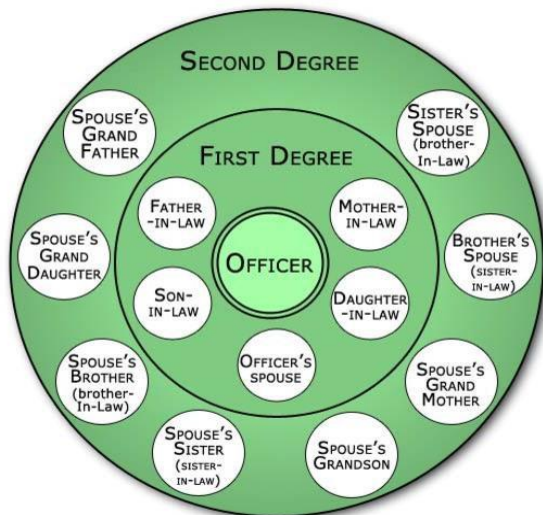 SECOND DEGREE
SPOUSE'S
GRAND
FATHER
SISTER'S
SPOUSE
(brother-
In-Law)
FIRST DEGREE
FATHER
-IN-LAW
MOTHER-
IN-LAW
SPOUSE'S
GRAND
DAUGHTER
OFFICER
BROTHER'S
SPOUSE
(SISTER-
IN-LAW)
SON-
IN-LAW
DAUGHTER
-IN-LAW
OFFICER'S
SPOUSE
SPOUSE'S
BROTHER
(brother-
In-Law)
SPOUSE'S
GRAND
MOTHER
SPOUSE'S
SISTER
(SISTER-
IN-LAW)
SPOUSE'S
GRANDSON